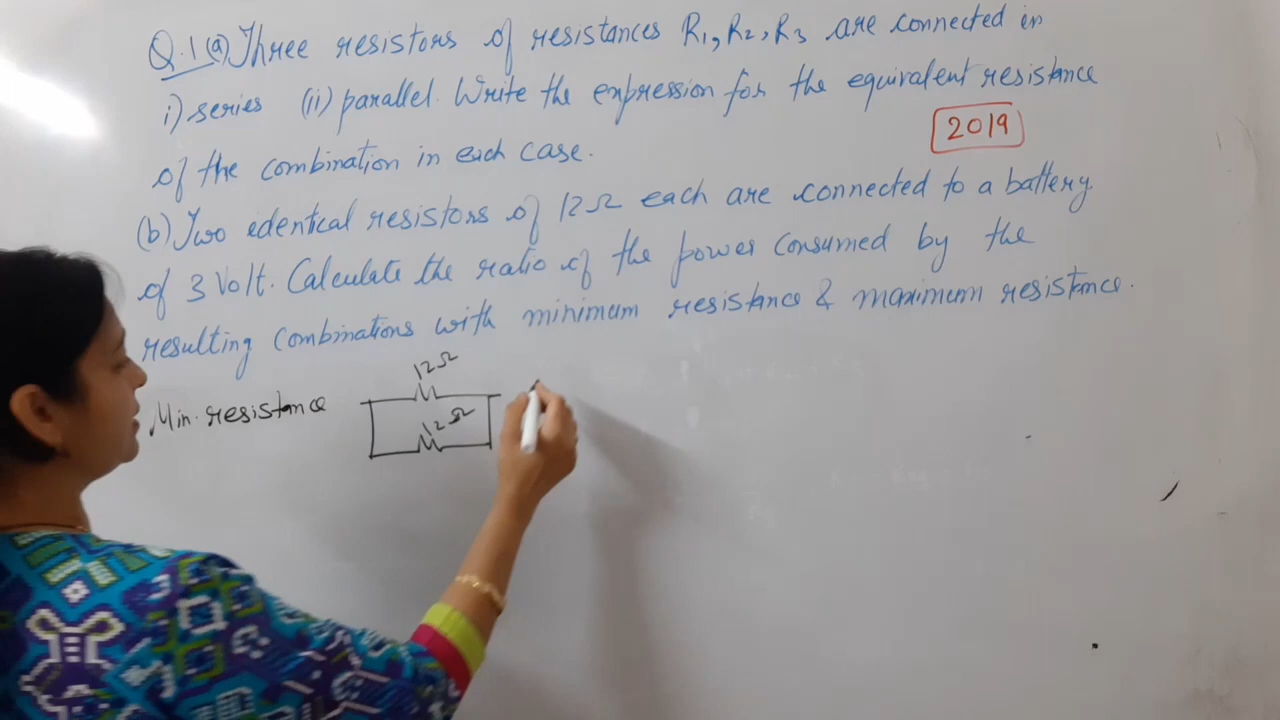 Q.1(a) Three resistors of resistances R1, R2, R3 are connected in
i) series (ii) parallel. Write the expression for the equivalent resistance
2019
of the combination in each case.
(b) Two identical resistors of 12Ω each are connected to a battery
of 3 Volt. Calculate the ratio of the power consumed by the
resulting combinations with minimum resistance & maximum resistance.
12Ω
Min. resistance
12Ω